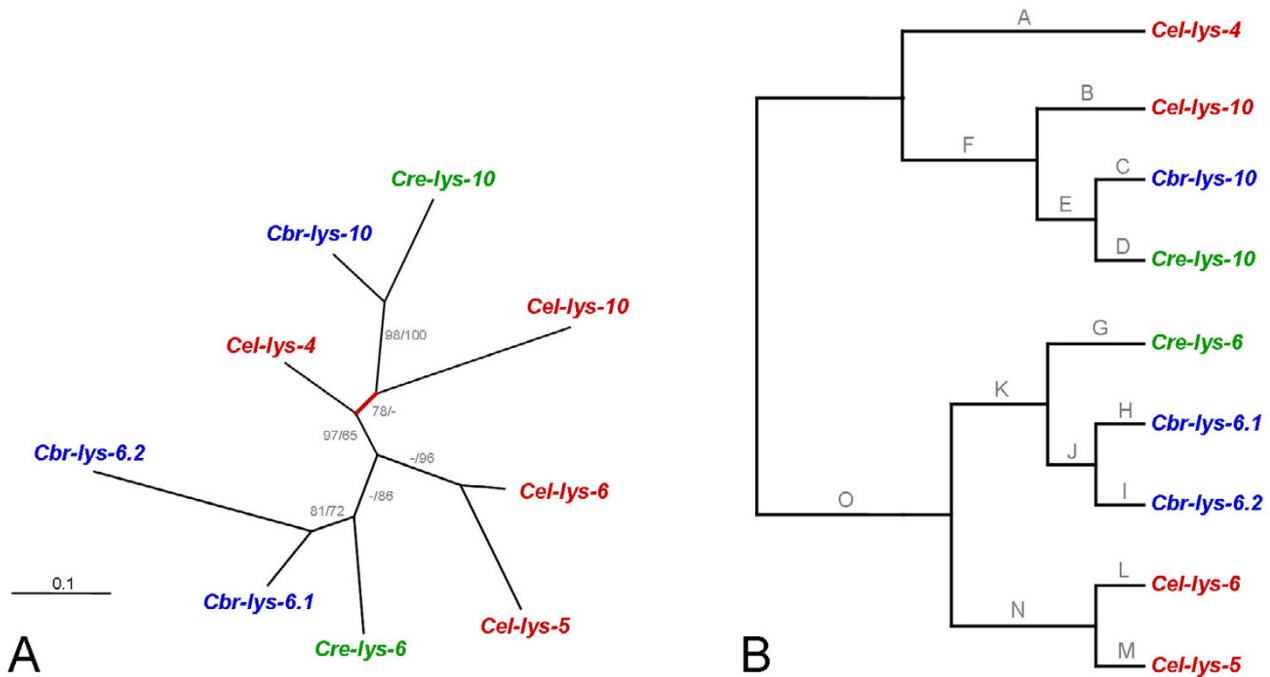 Cre-lys-10
Cbr-lys-10
Cel-lys-10
98/100
Cel-lys-4
78/-
97/65
Cbr-lys-6.2
-/96
Cel-lys-6
-/86
81/72
0.1
Cbr-lys-6.1
Cel-lys-5
Cre-lys-6
A
A
Cel-lys-4
B
Cel-lys-10
F
C
Cbr-lys-10
E
D
Cre-lys-10
G
Cre-lys-6
K
H
Cbr-lys-6.1
J
I
Cbr-lys-6.2
O
L
Cel-lys-6
N
M
Cel-lys-5
B